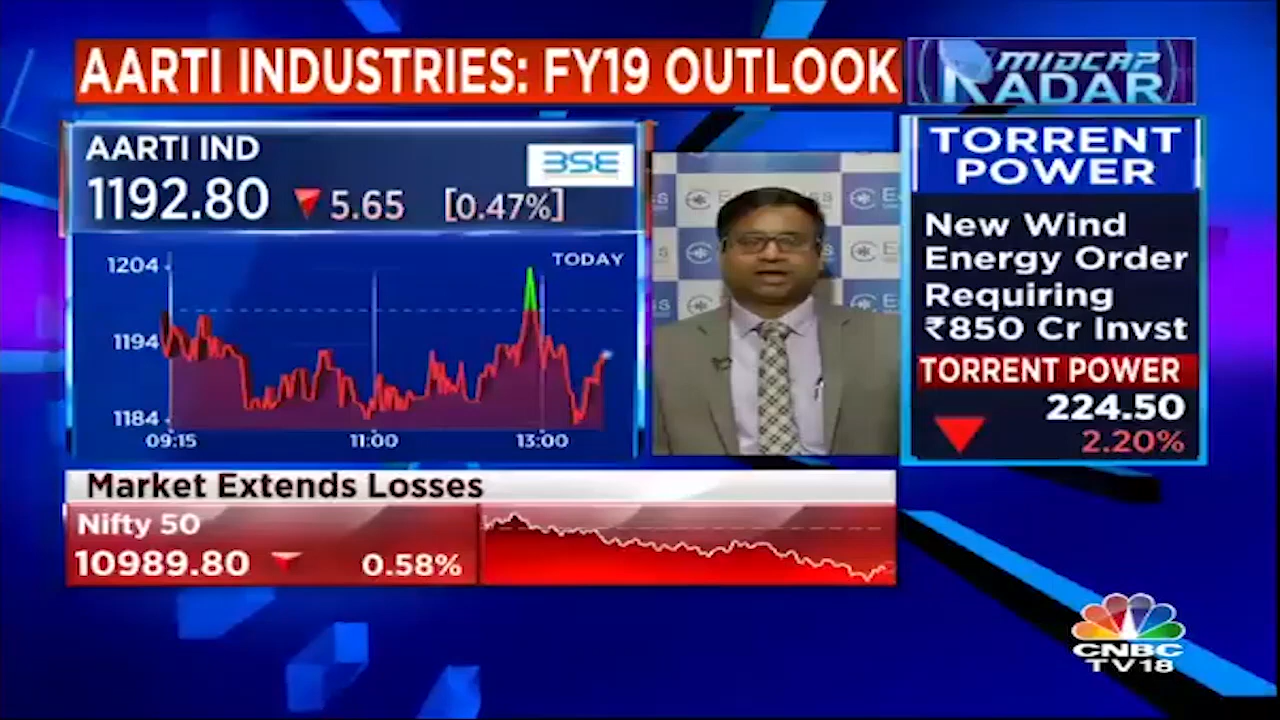 AARTI INDUSTRIES: FY19 OUTLOOK
MIDCAP
RADAR
AARTI IND
BSE
1192.80 5.65 [0.47%]
TODAY
1204
1194
1184
09:15 11:00 13:00
TORRENT
POWER
New Wind
Energy Order
Requiring
₹850 Cr Invst
TORRENT POWER
224.50
2.20%
Market Extends Losses
Nifty 50
10989.80 0.58%
CNBC
TV18